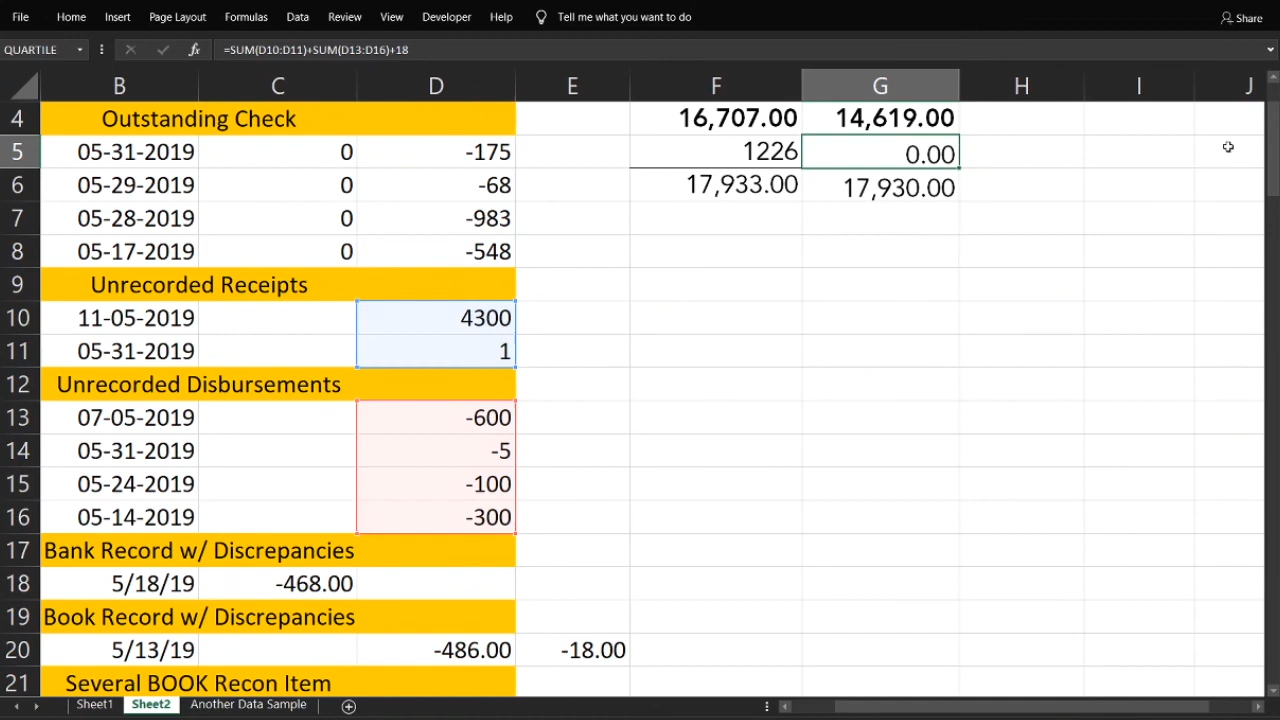 File Home Insert Page Layout Formulas Data Review View Developer Help Tell me what you want to do Share
QUARTILE fx =SUM(D10:D11)+SUM(D13:D16)+18
B C D E F G H I J
4 Outstanding Check 16,707.00 14,619.00
5 05-31-2019 0 -175 1226 0.00
6 05-29-2019 0 -68 17,933.00 17,930.00
7 05-28-2019 0 -983
8 05-17-2019 0 -548
9 Unrecorded Receipts
10 11-05-2019 4300
11 05-31-2019 1
12 Unrecorded Disbursements
13 07-05-2019 -600
14 05-31-2019 -5
15 05-24-2019 -100
16 05-14-2019 -300
17 Bank Record w/ Discrepancies
18 5/18/19 -468.00
19 Book Record w/ Discrepancies
20 5/13/19 -486.00 -18.00
21 Several BOOK Recon Item
Sheet1 Sheet2 Another Data Sample